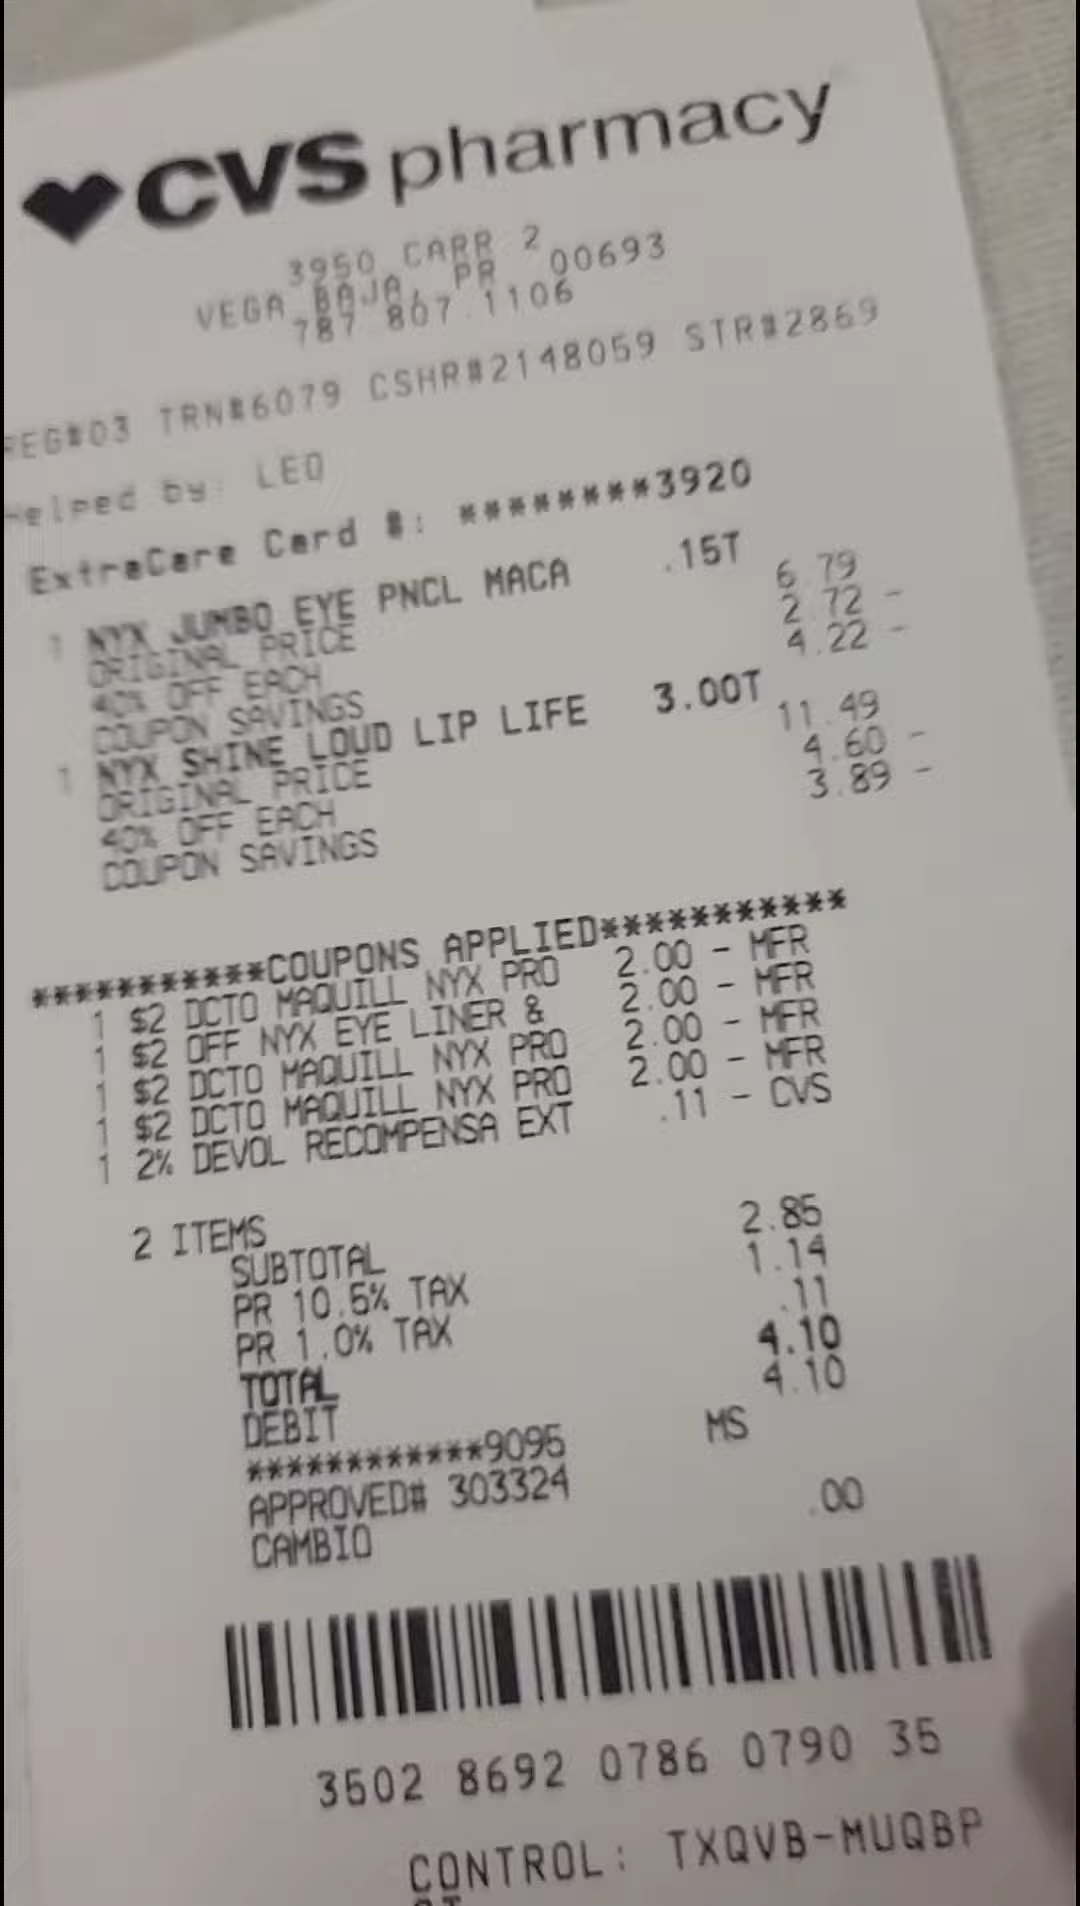 CVS pharmacy
3950 CARR 2
VEGA BAJA, PR 00693
787 807.1106
REG#03 TRN#6079 CSHR#2148059 STR#2869
Helped by: LEO
ExtraCare Card #: ********3920
1 NYX JUMBO EYE PNCL MACA .15T
ORIGINAL PRICE 6.79
40% OFF EACH 2.72 -
COUPON SAVINGS 4.22 -
1 NYX SHINE LOUD LIP LIFE 3.00T
ORIGINAL PRICE 11.49
40% OFF EACH 4.60 -
COUPON SAVINGS 3.89 -
***********COUPONS APPLIED***********
1 $2 DCTO MAQUILL NYX PRO 2.00 - MFR
1 $2 OFF NYX EYE LINER & 2.00 - MFR
1 $2 DCTO MAQUILL NYX PRO 2.00 - MFR
1 $2 DCTO MAQUILL NYX PRO 2.00 - MFR
1 2% DEVOL RECOMPENSA EXT .11 - CVS
2 ITEMS
SUBTOTAL 2.85
PR 10.5% TAX 1.14
PR 1.0% TAX .11
TOTAL 4.10
DEBIT 4.10
************9095 MS
APPROVED# 303324
CAMBIO .00
3502 8692 0786 0790 35
CONTROL: TXQVB-MUQBP